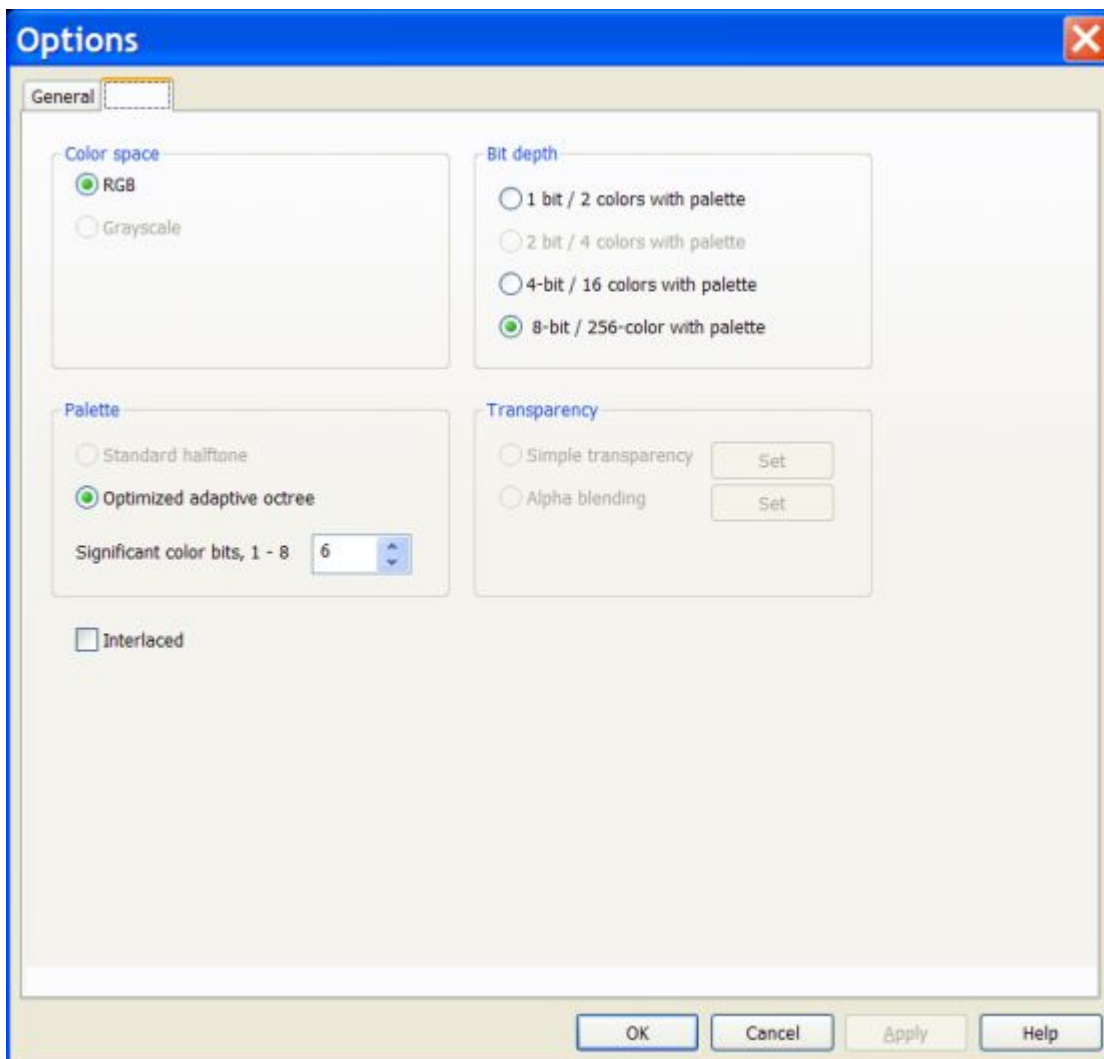 Options
General
Color space
RGB
Grayscale
Bit depth
1 bit / 2 colors with palette
2 bit / 4 colors with palette
4-bit / 16 colors with palette
8-bit / 256-color with palette
Palette
Standard halftone
Optimized adaptive octree
Significant color bits, 1 - 8 6
Transparency
Simple transparency Set
Alpha blending Set
Interlaced
OK Cancel Apply Help